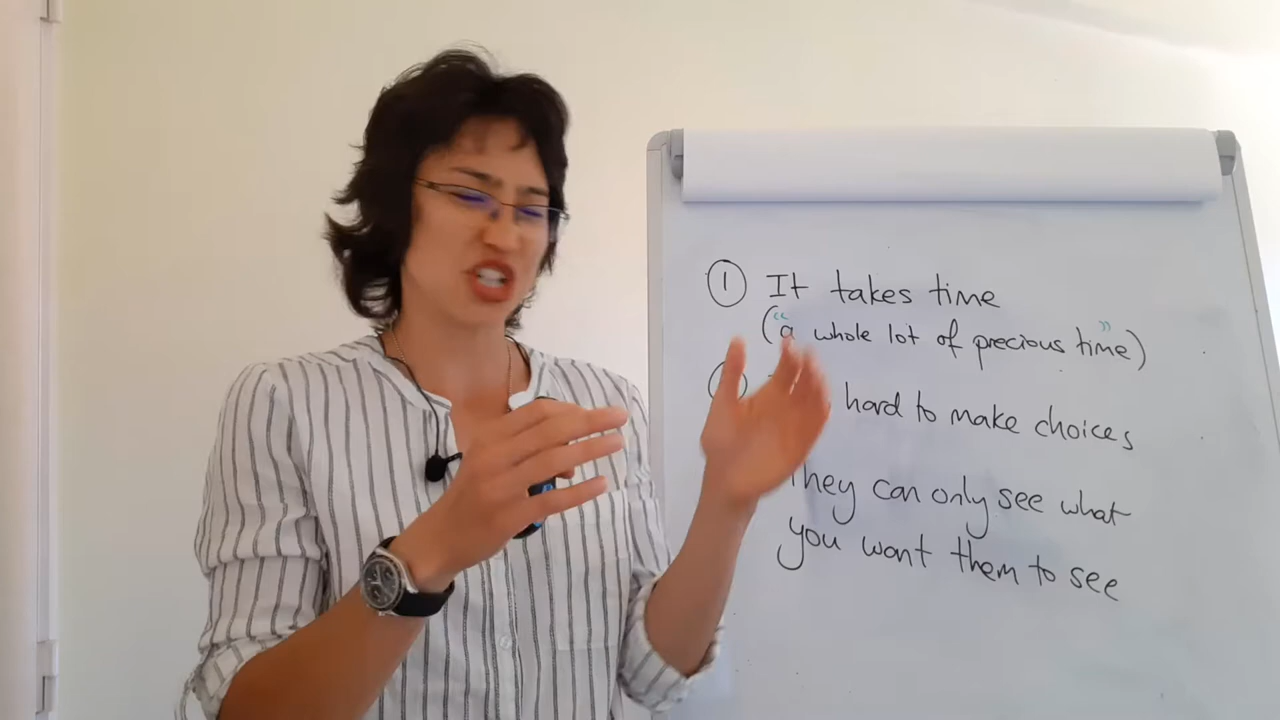 ① It takes time
(“a whole lot of precious time”)
hard to make choices
They can only see what
you want them to see